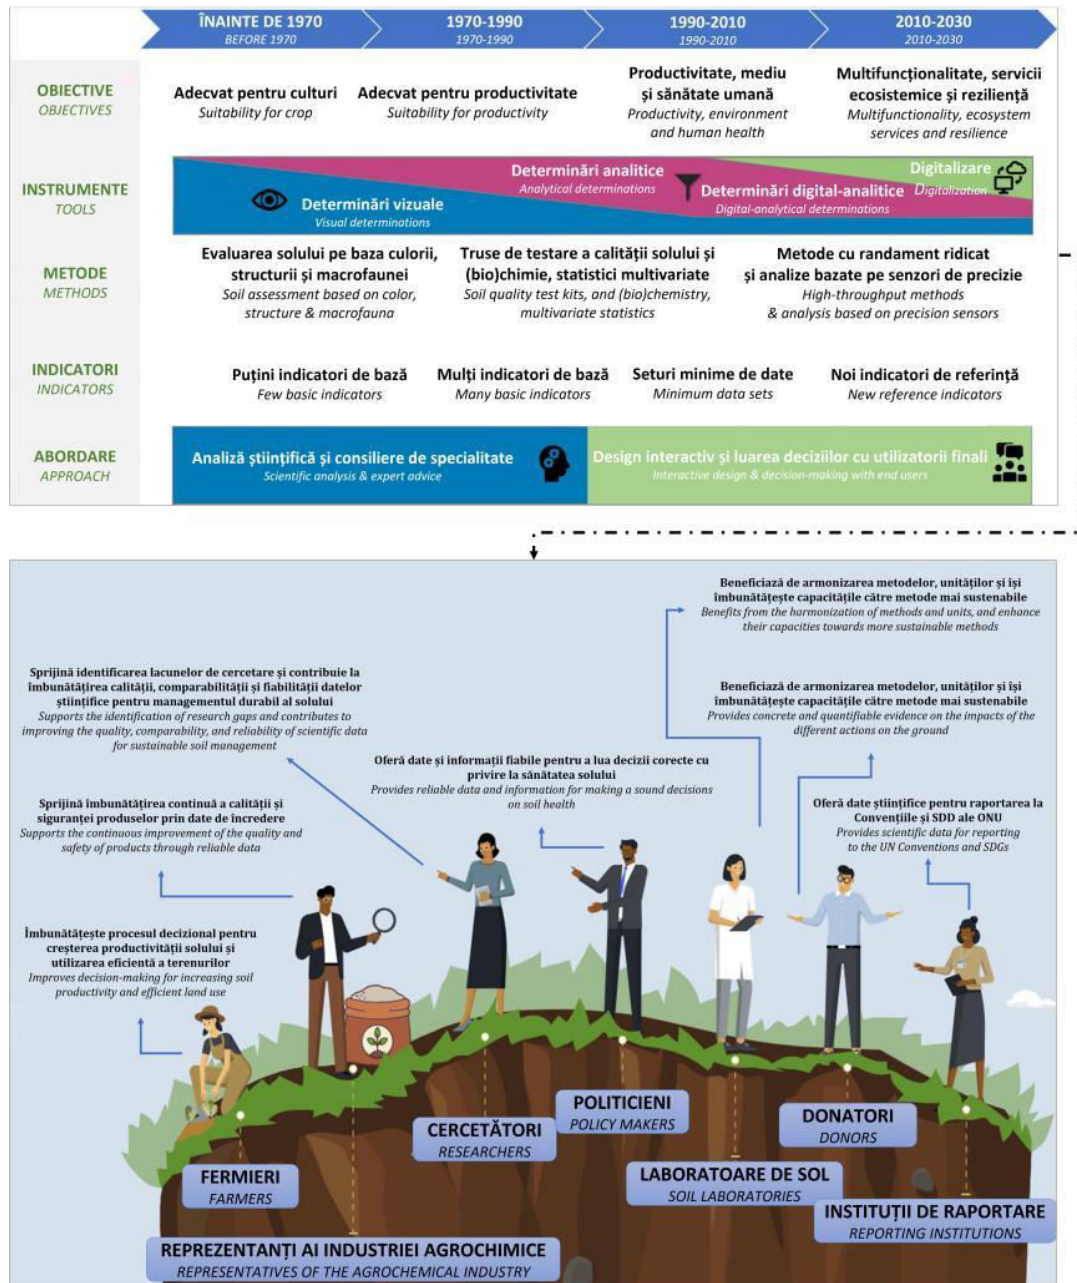 ÎNAINTE DE 1970
BEFORE 1970
1970-1990
1970-1990
1990-2010
1990-2010
2010-2030
2010-2030
OBIECTIVE
OBJECTIVES
Adecvat pentru culturi
Suitability for crop
Adecvat pentru productivitate
Suitability for productivity
Productivitate, mediu
și sănătate umană
Productivity, environment
and human health
Multifuncționalitate, servicii
ecosistemice și reziliență
Multifunctionality, ecosystem
services and resilience
INSTRUMENTE
TOOLS
Determinări vizuale
Visual determinations
Determinări analitice
Analytical determinations
Determinări digital-analitice
Digital-analytical determinations
Digitalizare
Digitalization
METODE
METHODS
Evaluarea solului pe baza culorii,
structurii și macrofaunei
Soil assessment based on color,
structure & macrofauna
Truse de testare a calității solului și
(bio)chimie, statistici multivariate
Soil quality test kits, and (bio)chemistry,
multivariate statistics
Metode cu randament ridicat
și analize bazate pe senzori de precizie
High-throughput methods
& analysis based on precision sensors
INDICATORI
INDICATORS
Puțini indicatori de bază
Few basic indicators
Mulți indicatori de bază
Many basic indicators
Seturi minime de date
Minimum data sets
Noi indicatori de referință
New reference indicators
ABORDARE
APPROACH
Analiză științifică și consiliere de specialitate
Scientific analysis & expert advice
Design interactiv și luarea deciziilor cu utilizatorii finali
Interactive design & decision-making with end users
Beneficiază de armonizarea metodelor, unităților și își
îmbunătățește capacitățile către metode mai sustenabile
Benefits from the harmonization of methods and units, and enhance
their capacities towards more sustainable methods
Sprijină identificarea lacunelor de cercetare și contribuie la
îmbunătățirea calității, comparabilității și fiabilității datelor
științifice pentru managementul durabil al solului
Supports the identification of research gaps and contributes to
improving the quality, comparability, and reliability of scientific data
for sustainable soil management
Beneficiază de armonizarea metodelor, unităților și își
îmbunătățește capacitățile către metode mai sustenabile
Provides concrete and quantifiable evidence on the impacts of the
different actions on the ground
Oferă date și informații fiabile pentru a lua decizii corecte cu
privire la sănătatea solului
Provides reliable data and information for making a sound decisions
on soil health
Sprijină îmbunătățirea continuă a calității și
siguranței produselor prin date de încredere
Supports the continuous improvement of the quality and
safety of products through reliable data
Oferă date științifice pentru raportarea la
Convențiile și SDD ale ONU
Provides scientific data for reporting
to the UN Conventions and SDGs
Îmbunătățește procesul decizional pentru
creșterea productivității solului și
utilizarea eficientă a terenurilor
Improves decision-making for increasing soil
productivity and efficient land use
FERMIERI
FARMERS
REPREZENTANȚI AI INDUSTRIEI AGROCHIMICE
REPRESENTATIVES OF THE AGROCHEMICAL INDUSTRY
CERCETĂTORI
RESEARCHERS
POLITICIENI
POLICY MAKERS
LABORATOARE DE SOL
SOIL LABORATORIES
DONATORI
DONORS
INSTITUȚII DE RAPORTARE
REPORTING INSTITUTIONS